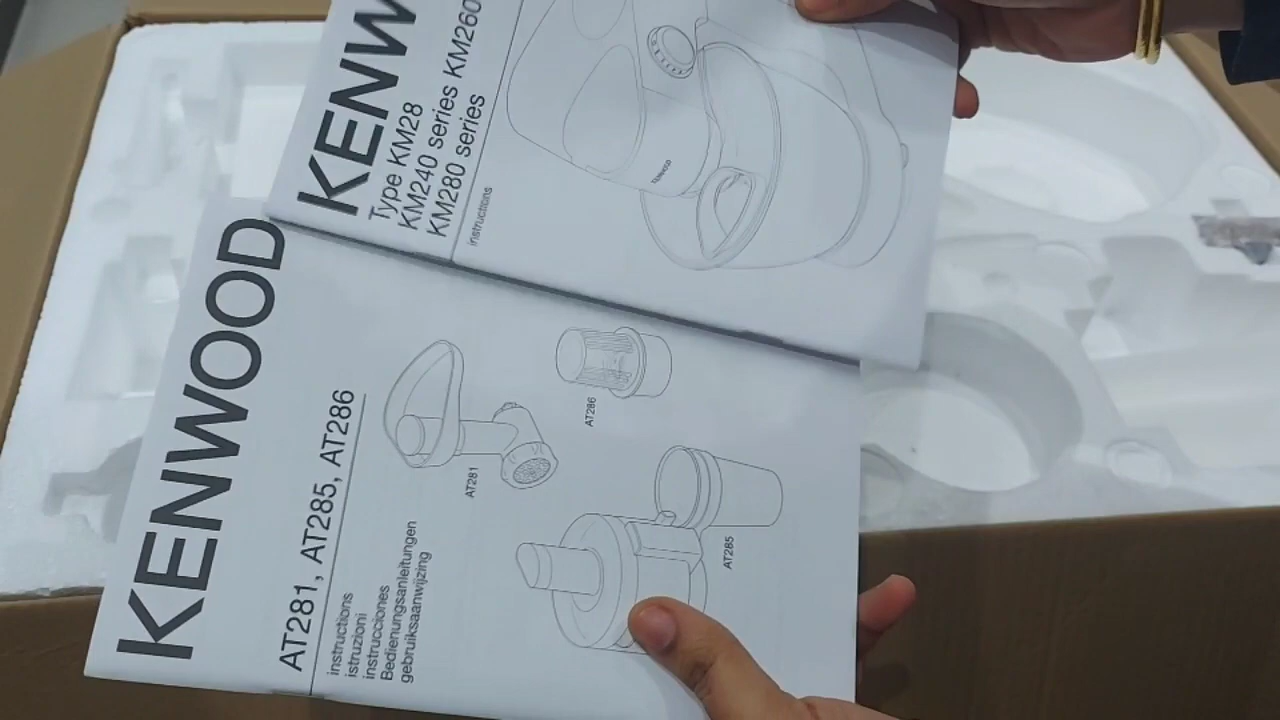 KENW
Type KM28
KM240 series KM260
KM280 series
instructions
KENWOOD
KENWOOD
AT281, AT285, AT286
instructions
istruzioni
instrucciones
Bedienungsanleitungen
gebruiksaanwijzing
AT281
AT286
AT285